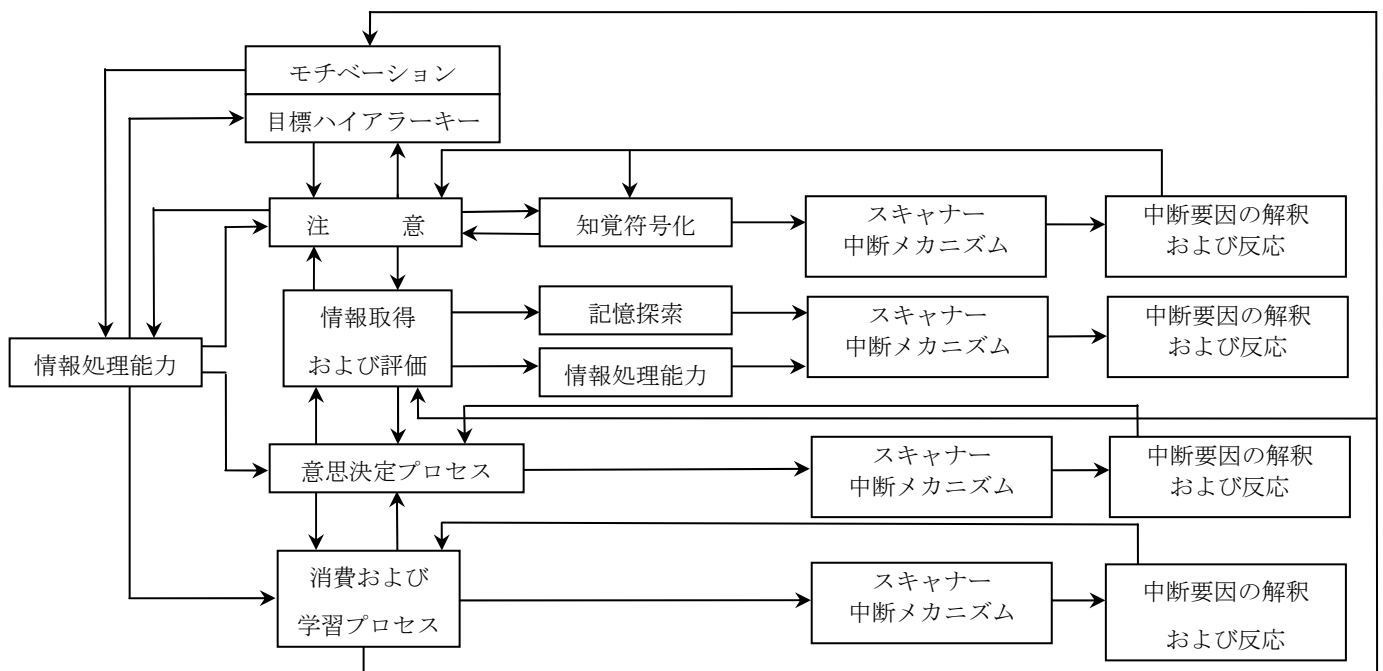 モチベーション
目標ハイアラーキー
注 意
知覚符号化
スキャナー
中断メカニズム
中断要因の解釈
および反応
情報取得
および評価
記憶探索
情報処理能力
スキャナー
中断メカニズム
中断要因の解釈
および反応
情報処理能力
意思決定プロセス
スキャナー
中断メカニズム
中断要因の解釈
および反応
消費および
学習プロセス
スキャナー
中断メカニズム
中断要因の解釈
および反応